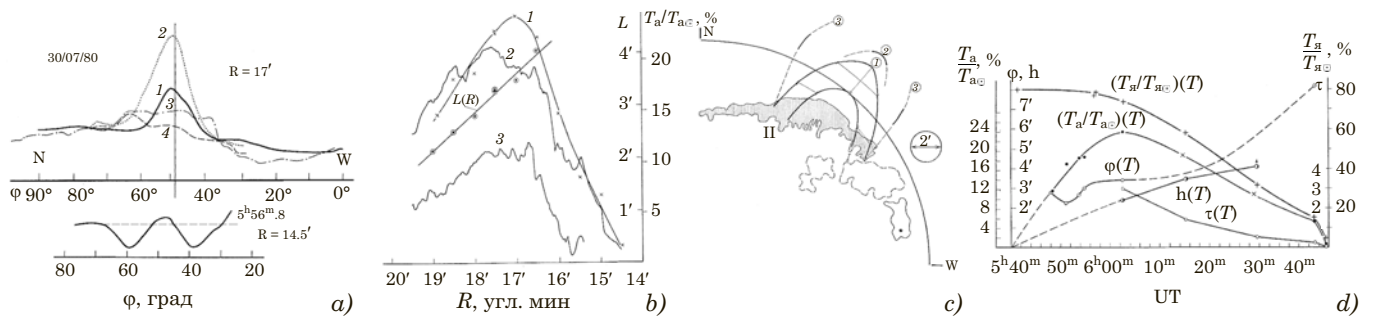 30/07/80
R = 17′
2
1
3
4
N
W
φ 90° 60° 40° 0°
5ʰ56ᵐ.8
R = 14.5′
80 60 40 20
φ, град
a)
L Tₐ/Tₐ☉, %
1
2
3
L(R)
4′ 20
3′ 15
2′ 10
1′ 5
20′ 19′ 18′ 17′ 16′ 15′ 14′
R, угл. мин
b)
N
3
2
1
3
II
2′
W
c)
Tₐ/Tₐ☉, % φ, h
Tя/Tя☉, %
(Tя/Tя☉)(T)
(Tₐ/Tₐ☉)(T)
φ(T)
h(T)
τ(T)
7′
24 6′
20 5′
16 4′
12 3′
8 2′
4
τ 80
60
4 40
3
2 20
5ʰ40ᵐ 50ᵐ 6ʰ00ᵐ 10ᵐ 20ᵐ 30ᵐ 40ᵐ
UT
d)